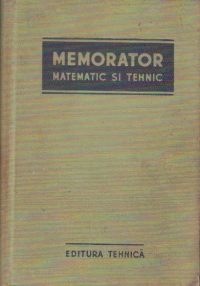 MEMORATOR
MATEMATIC SI TEHNIC
EDITURA TEHNICĂ